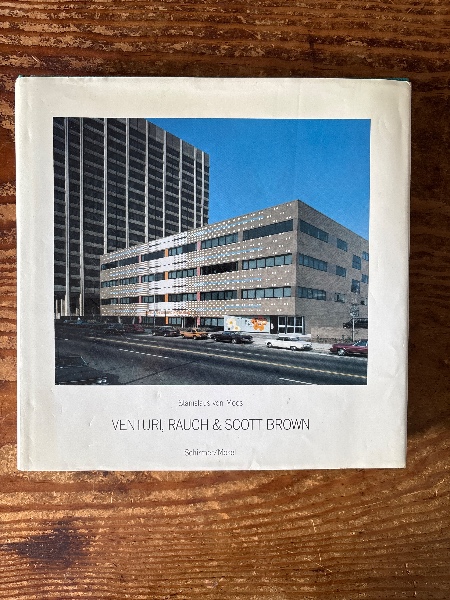 Stanislaus von Moos
VENTURI, RAUCH & SCOTT BROWN
Schirmer/Mosel